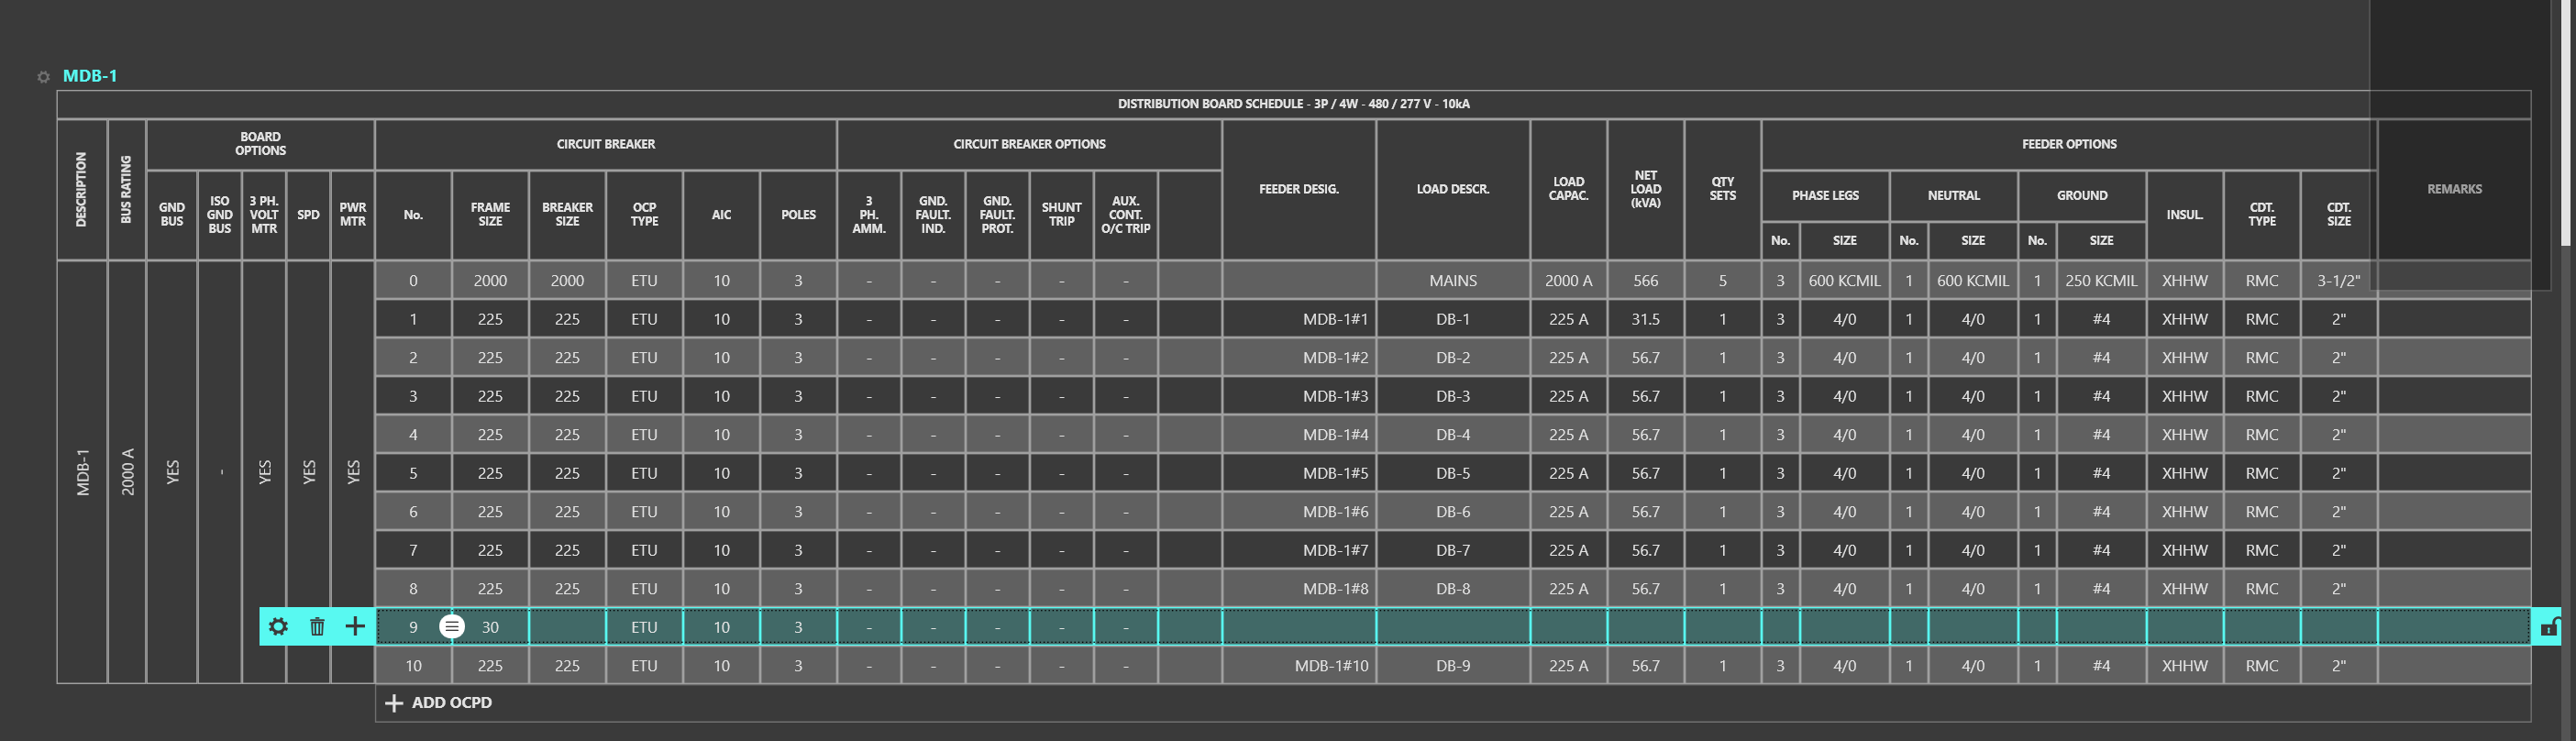 MDB-1
DISTRIBUTION BOARD SCHEDULE - 3P / 4W - 480 / 277 V - 10kA
DESCRIPTION
BUS RATING
BOARD
OPTIONS
CIRCUIT BREAKER
CIRCUIT BREAKER OPTIONS
FEEDER DESIG.
LOAD DESCR.
LOAD
CAPAC.
NET
LOAD
(kVA)
QTY
SETS
FEEDER OPTIONS
REMARKS
GND
BUS
ISO
GND
BUS
3 PH.
VOLT
MTR
SPD
PWR
MTR
No.
FRAME
SIZE
BREAKER
SIZE
OCP
TYPE
AIC
POLES
3
PH.
AMM.
GND.
FAULT.
IND.
GND.
FAULT.
PROT.
SHUNT
TRIP
AUX.
CONT.
O/C TRIP
PHASE LEGS
NEUTRAL
GROUND
INSUL.
CDT.
TYPE
CDT.
SIZE
No. SIZE No. SIZE No. SIZE
MDB-1
2000 A
YES
-
YES
YES
YES
0 2000 2000 ETU 10 3 - - - - - MAINS 2000 A 566 5 3 600 KCMIL 1 600 KCMIL 1 250 KCMIL XHHW RMC 3-1/2"
1 225 225 ETU 10 3 - - - - - MDB-1#1 DB-1 225 A 31.5 1 3 4/0 1 4/0 1 #4 XHHW RMC 2"
2 225 225 ETU 10 3 - - - - - MDB-1#2 DB-2 225 A 56.7 1 3 4/0 1 4/0 1 #4 XHHW RMC 2"
3 225 225 ETU 10 3 - - - - - MDB-1#3 DB-3 225 A 56.7 1 3 4/0 1 4/0 1 #4 XHHW RMC 2"
4 225 225 ETU 10 3 - - - - - MDB-1#4 DB-4 225 A 56.7 1 3 4/0 1 4/0 1 #4 XHHW RMC 2"
5 225 225 ETU 10 3 - - - - - MDB-1#5 DB-5 225 A 56.7 1 3 4/0 1 4/0 1 #4 XHHW RMC 2"
6 225 225 ETU 10 3 - - - - - MDB-1#6 DB-6 225 A 56.7 1 3 4/0 1 4/0 1 #4 XHHW RMC 2"
7 225 225 ETU 10 3 - - - - - MDB-1#7 DB-7 225 A 56.7 1 3 4/0 1 4/0 1 #4 XHHW RMC 2"
8 225 225 ETU 10 3 - - - - - MDB-1#8 DB-8 225 A 56.7 1 3 4/0 1 4/0 1 #4 XHHW RMC 2"
9 30 ETU 10 3 - - - - -
10 225 225 ETU 10 3 - - - - - MDB-1#10 DB-9 225 A 56.7 1 3 4/0 1 4/0 1 #4 XHHW RMC 2"
ADD OCPD